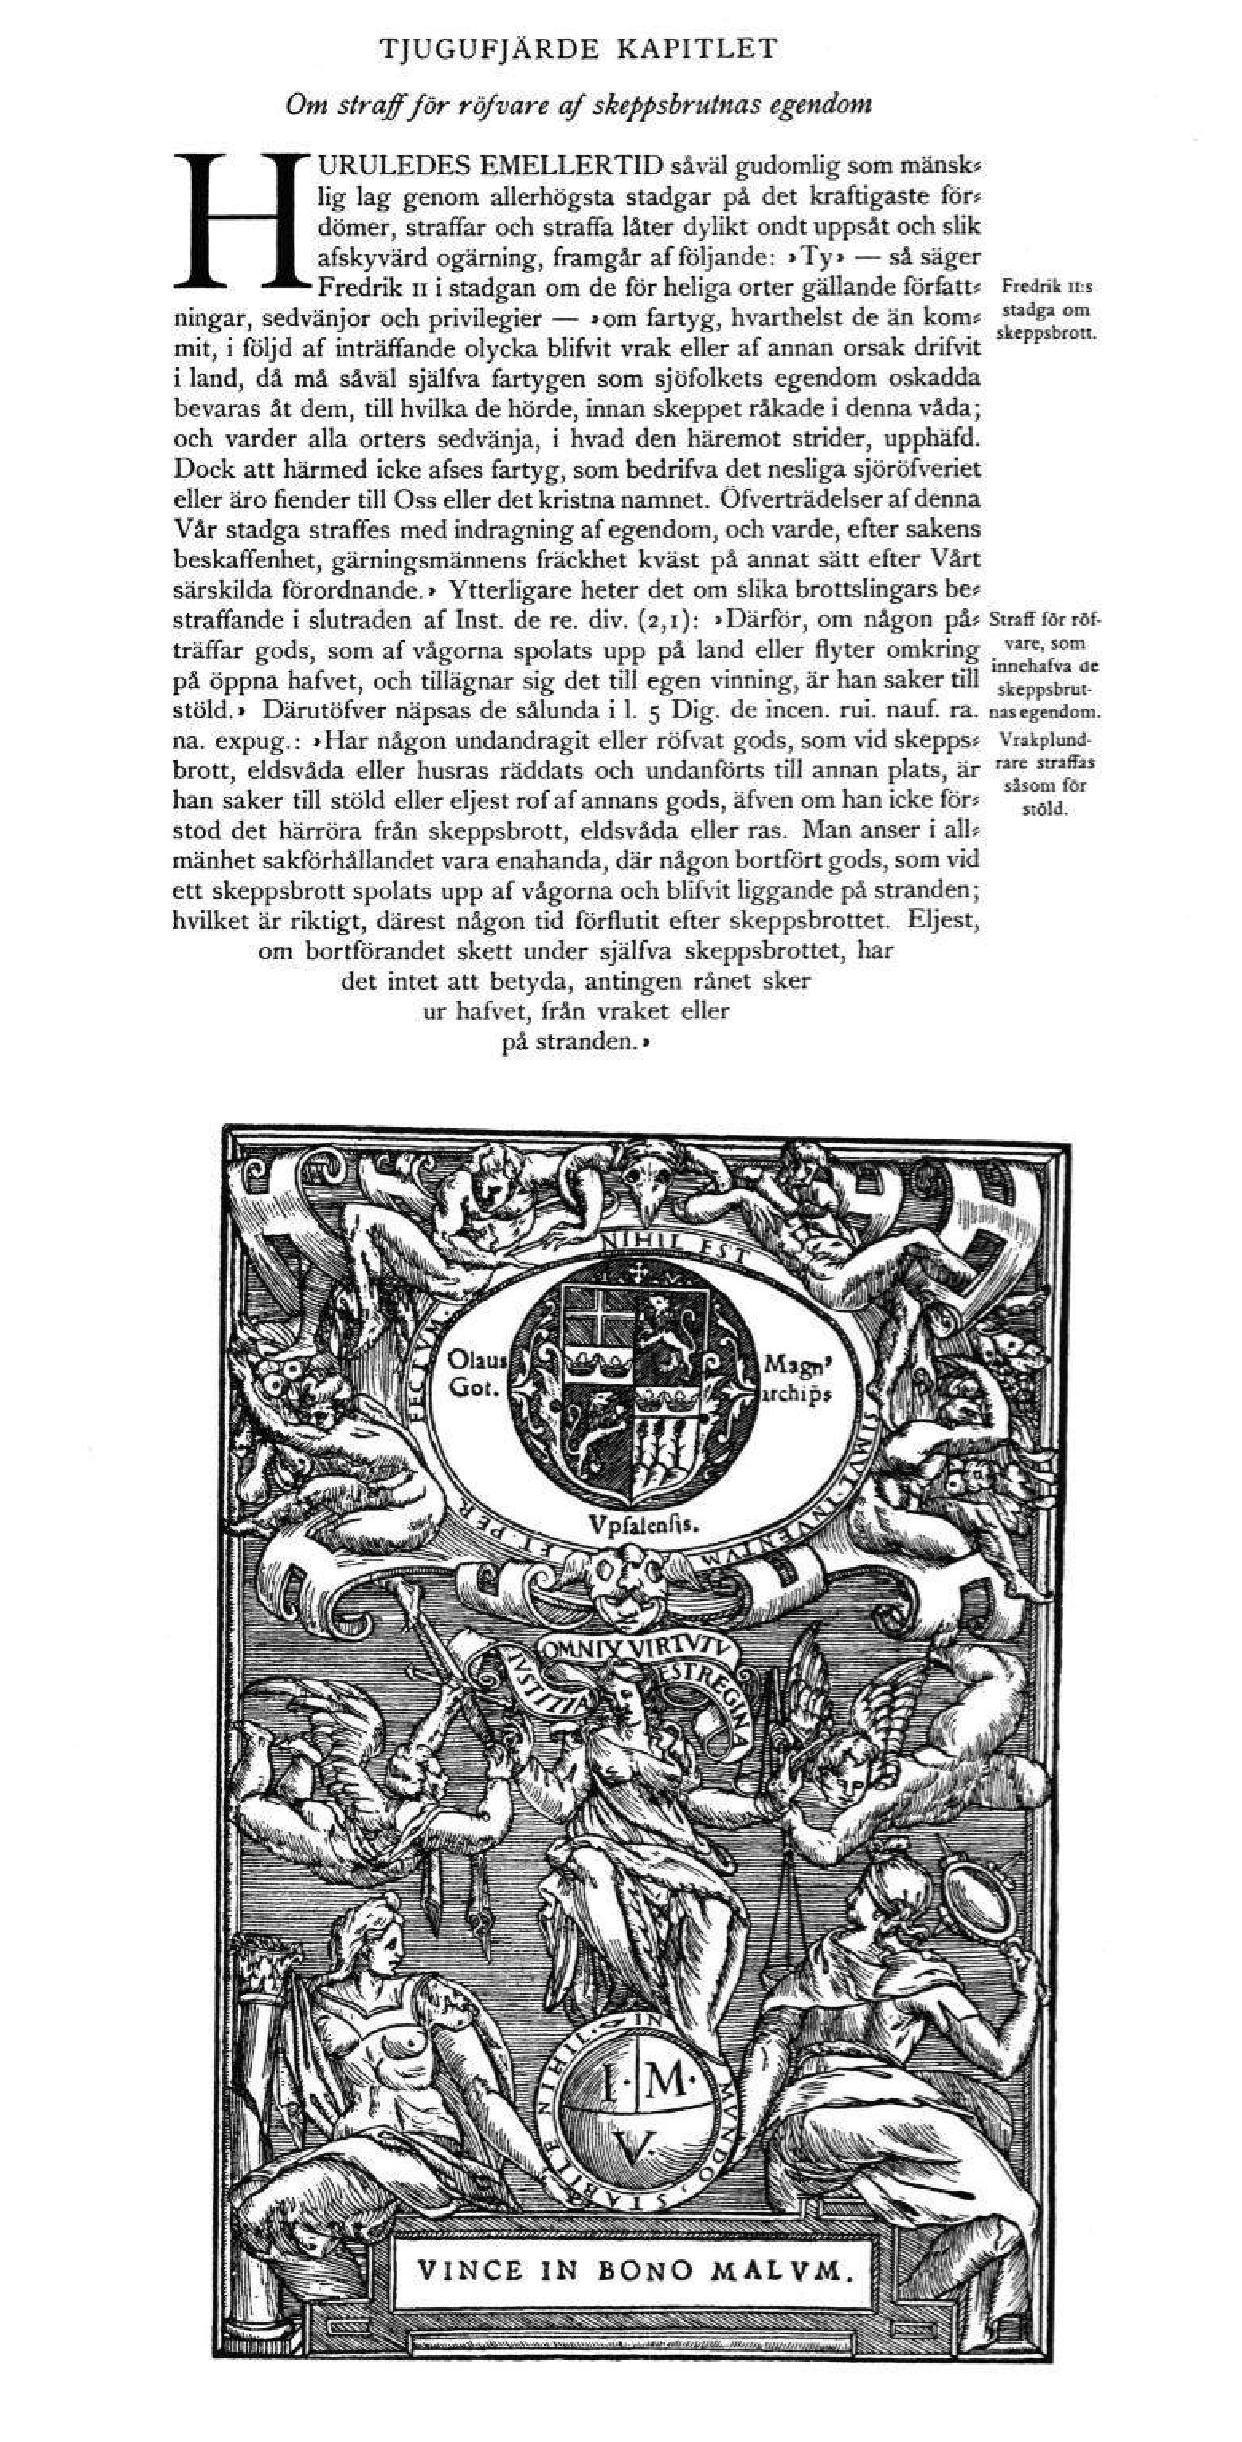 TJUGUFJÄRDE KAPITLET
Om straff för röfvare af skeppsbrutnas egendom
HURULEDES EMELLERTID såväl gudomlig som mänsk-
lig lag genom allerhögsta stadgar på det kraftigaste för-
dömer, straffar och straffa låter dylikt ondt uppsåt och slik
afskyvärd ogärning, framgår af följande: »Ty» — så säger
Fredrik II i stadgan om de för heliga orter gällande författ-
ningar, sedvänjor och privilegier — »om fartyg, hvarthelst de än kom-
mit, i följd af inträffande olycka blifvit vrak eller af annan orsak drifvit
i land, då må såväl själfva fartygen som sjöfolkets egendom oskadda
bevaras åt dem, till hvilka de hörde, innan skeppet råkade i denna våda;
och varder alla orters sedvänja, i hvad den häremot strider, upphäfd.
Dock att härmed icke afses fartyg, som bedrifva det nesliga sjöröfveriet
eller äro fiender till Oss eller det kristna namnet. Öfverträdelser af denna
Vår stadga straffes med indragning af egendom, och varde, efter sakens
beskaffenhet, gärningsmännens fräckhet kväst på annat sätt efter Vårt
särskilda förordnande.» Ytterligare heter det om slika brottslingars be-
straffande i slutraden af Inst. de re. div. (2,1): »Därför, om någon på-
träffar gods, som af vågorna spolats upp på land eller flyter omkring
på öppna hafvet, och tillägnar sig det till egen vinning, är han saker till
stöld.» Därutöfver näpsas de sålunda i l. 5 Dig. de incen. rui. nauf. ra.
na. expug.: »Har någon undandragit eller röfvat gods, som vid skepps-
brott, eldsvåda eller husras räddats och undanförts till annan plats, är
han saker till stöld eller eljest rof af annans gods, äfven om han icke för-
stod det härröra från skeppsbrott, eldsvåda eller ras. Man anser i all-
mänhet sakförhållandet vara enahanda, där någon bortfört gods, som vid
ett skeppsbrott spolats upp af vågorna och blifvit liggande på stranden;
hvilket är riktigt, därest någon tid förflutit efter skeppsbrottet. Eljest,
om bortförandet skett under själfva skeppsbrottet, har
det intet att betyda, antingen rånet sker
ur hafvet, från vraket eller
på stranden.»
Fredrik II:s
stadga om
skeppsbrott.
Straff för röf-
vare, som
innehafva de
skeppsbrut-
nas egendom.
Vrakplund-
rare straffas
såsom för
stöld.
NIHIL EST
SIMVL INVENTVM
ET PER
FECTVM.
Olaus
Got.
Magn'
archip̄s
Vpsalensis.
IVSTITIA
OMNIV VIRTVTV
EST REGINA
NIHIL IN
MVNDO STABILE
I. M.
V.
VINCE IN BONO MALVM.